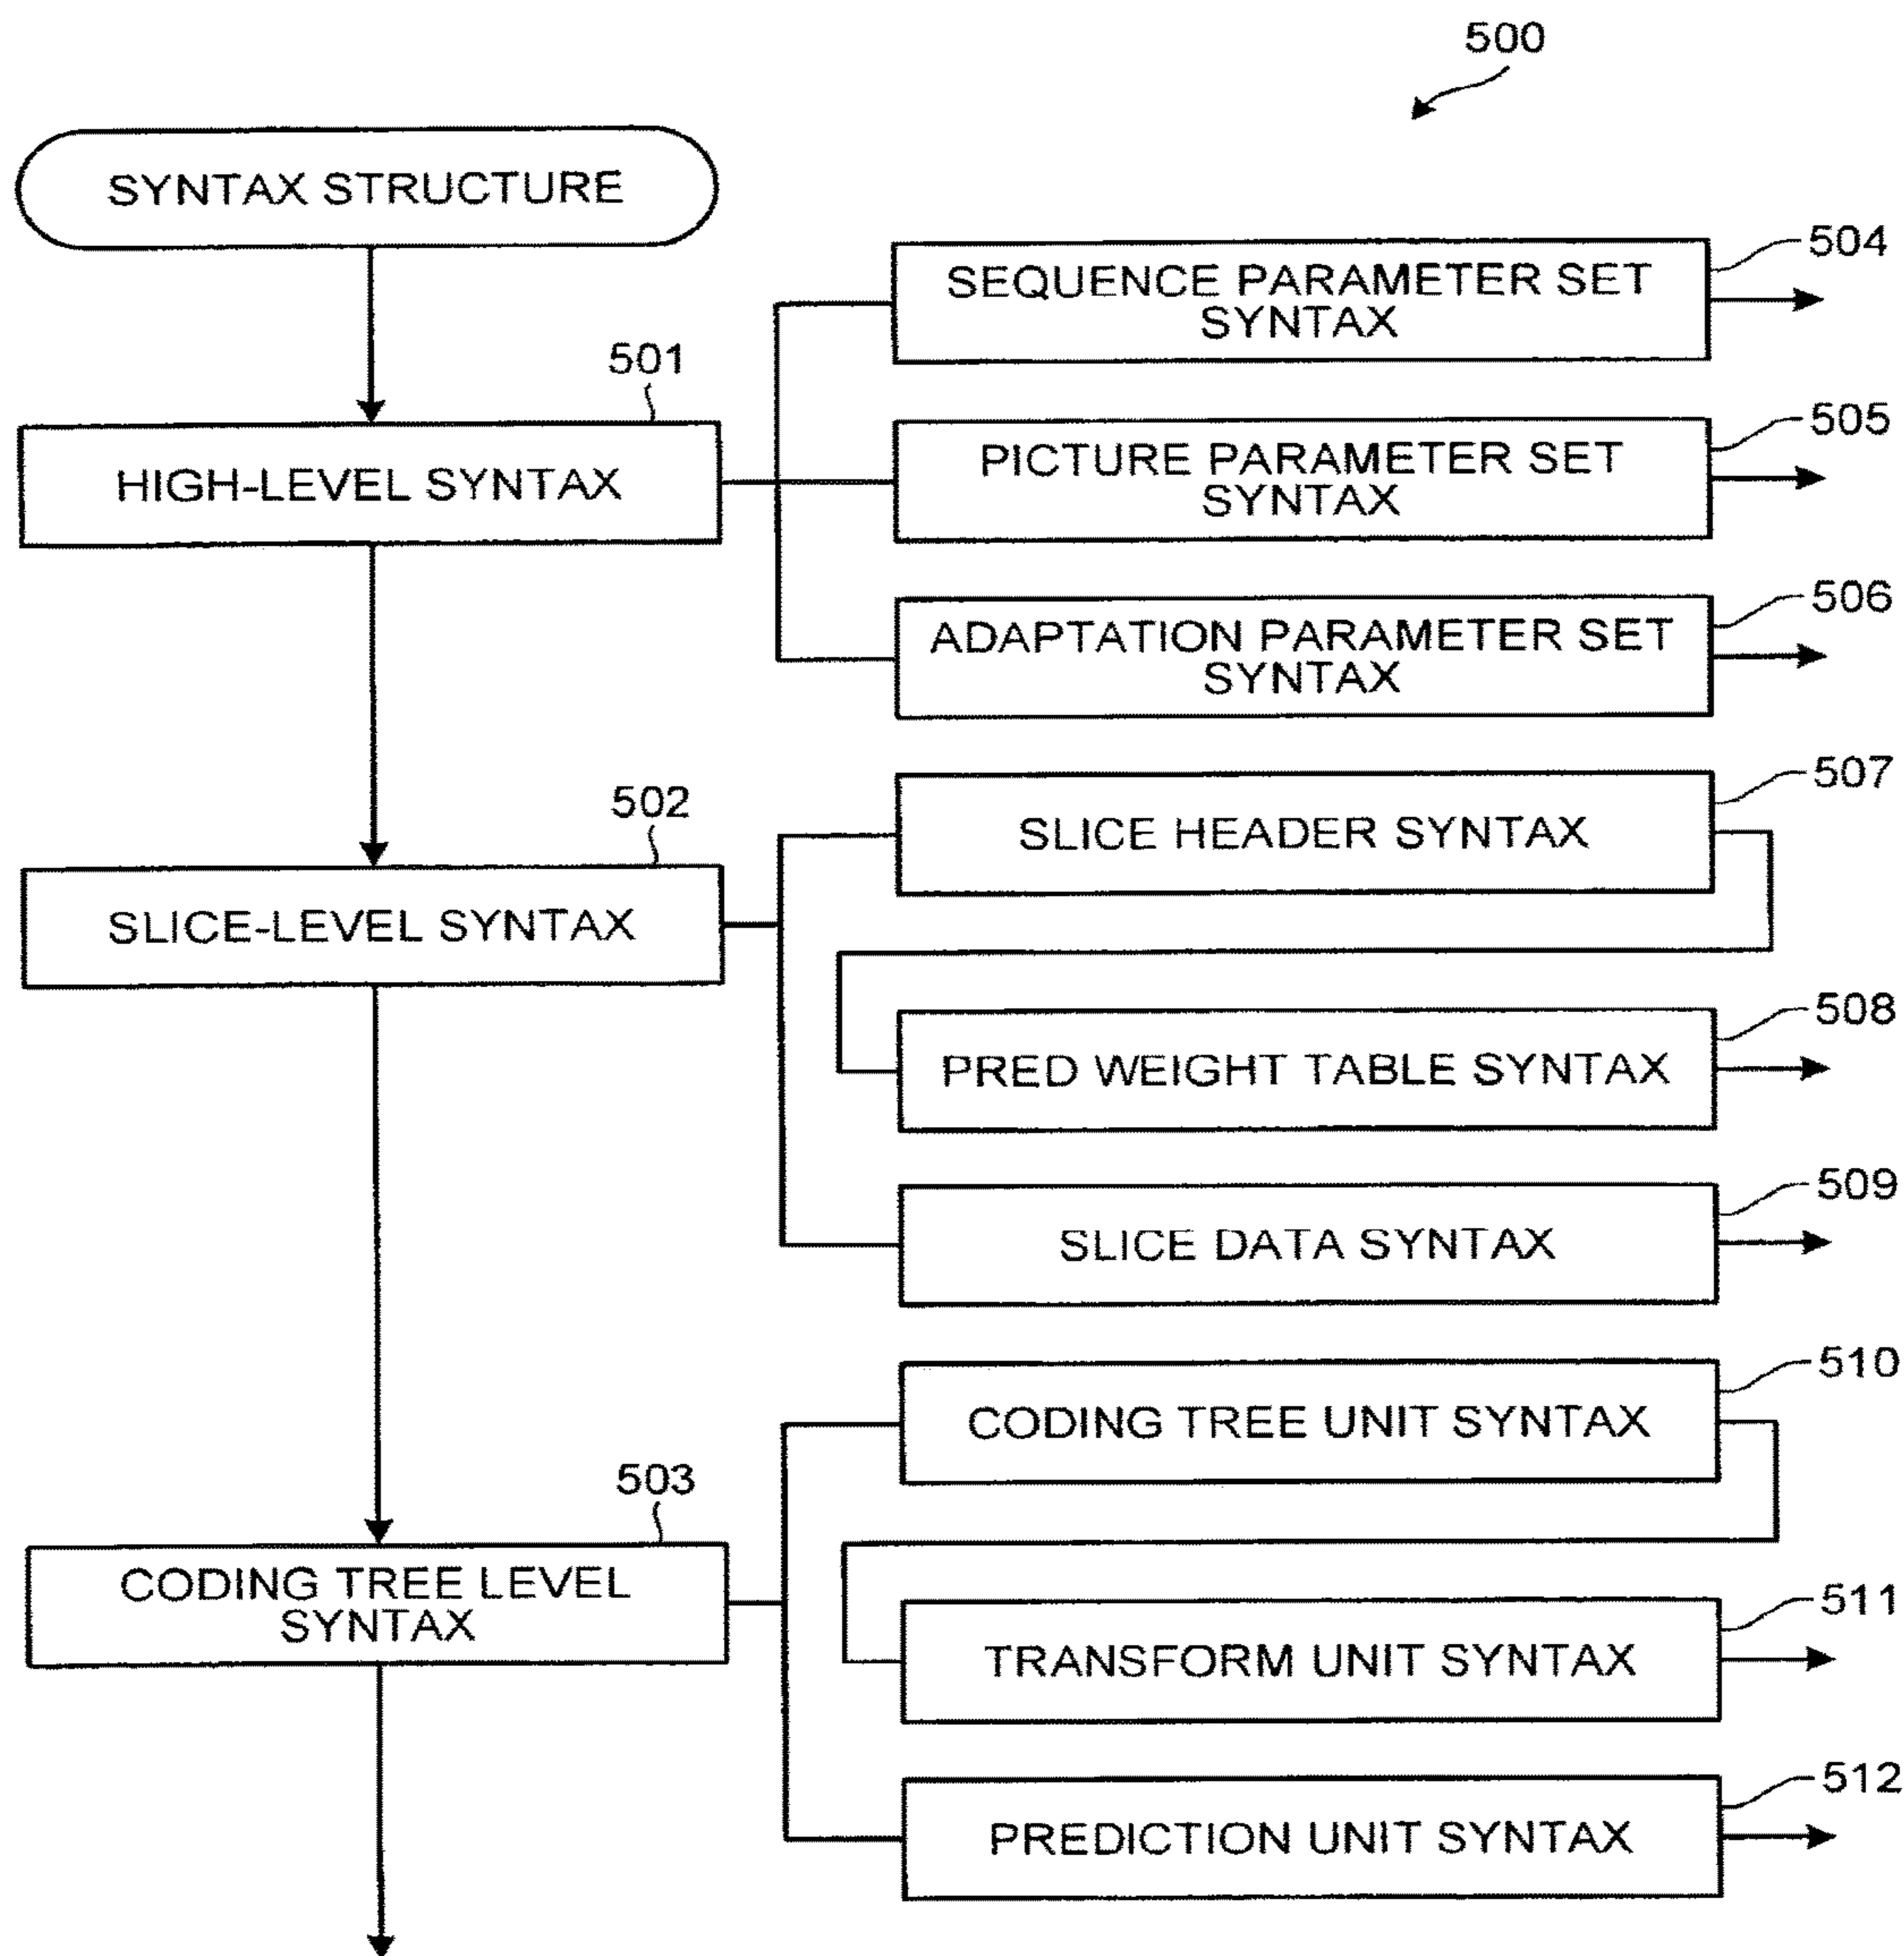 500
SYNTAX STRUCTURE
504
SEQUENCE PARAMETER SET
SYNTAX
501
HIGH-LEVEL SYNTAX
505
PICTURE PARAMETER SET
SYNTAX
506
ADAPTATION PARAMETER SET
SYNTAX
502
SLICE-LEVEL SYNTAX
507
SLICE HEADER SYNTAX
508
PRED WEIGHT TABLE SYNTAX
509
SLICE DATA SYNTAX
503
CODING TREE LEVEL
SYNTAX
510
CODING TREE UNIT SYNTAX
511
TRANSFORM UNIT SYNTAX
512
PREDICTION UNIT SYNTAX